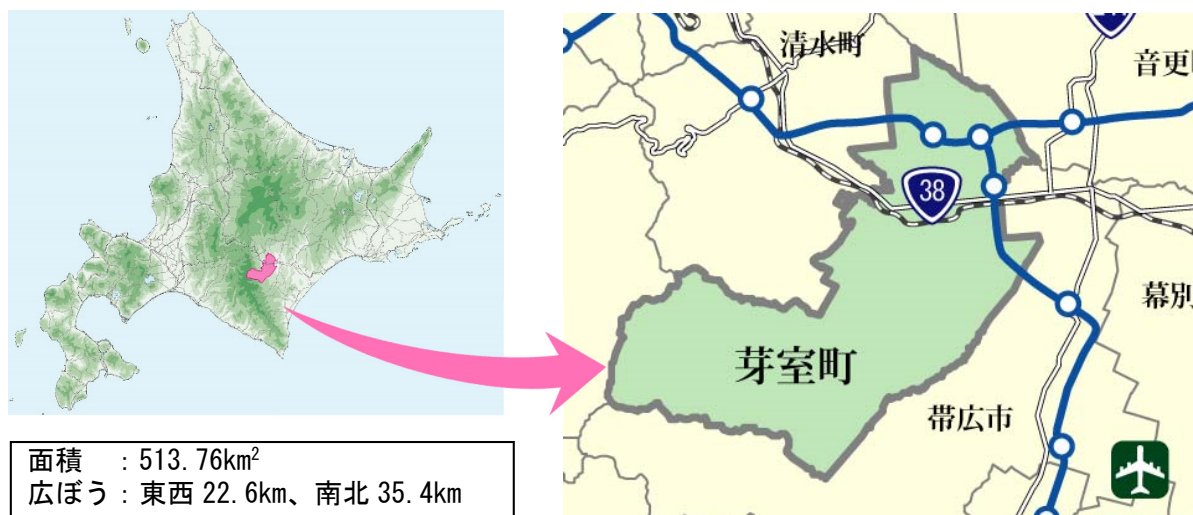 清水町
音更
38
芽室町
幕別
帯広市
面積　：513.76km²
広ぼう：東西 22.6km、南北 35.4km